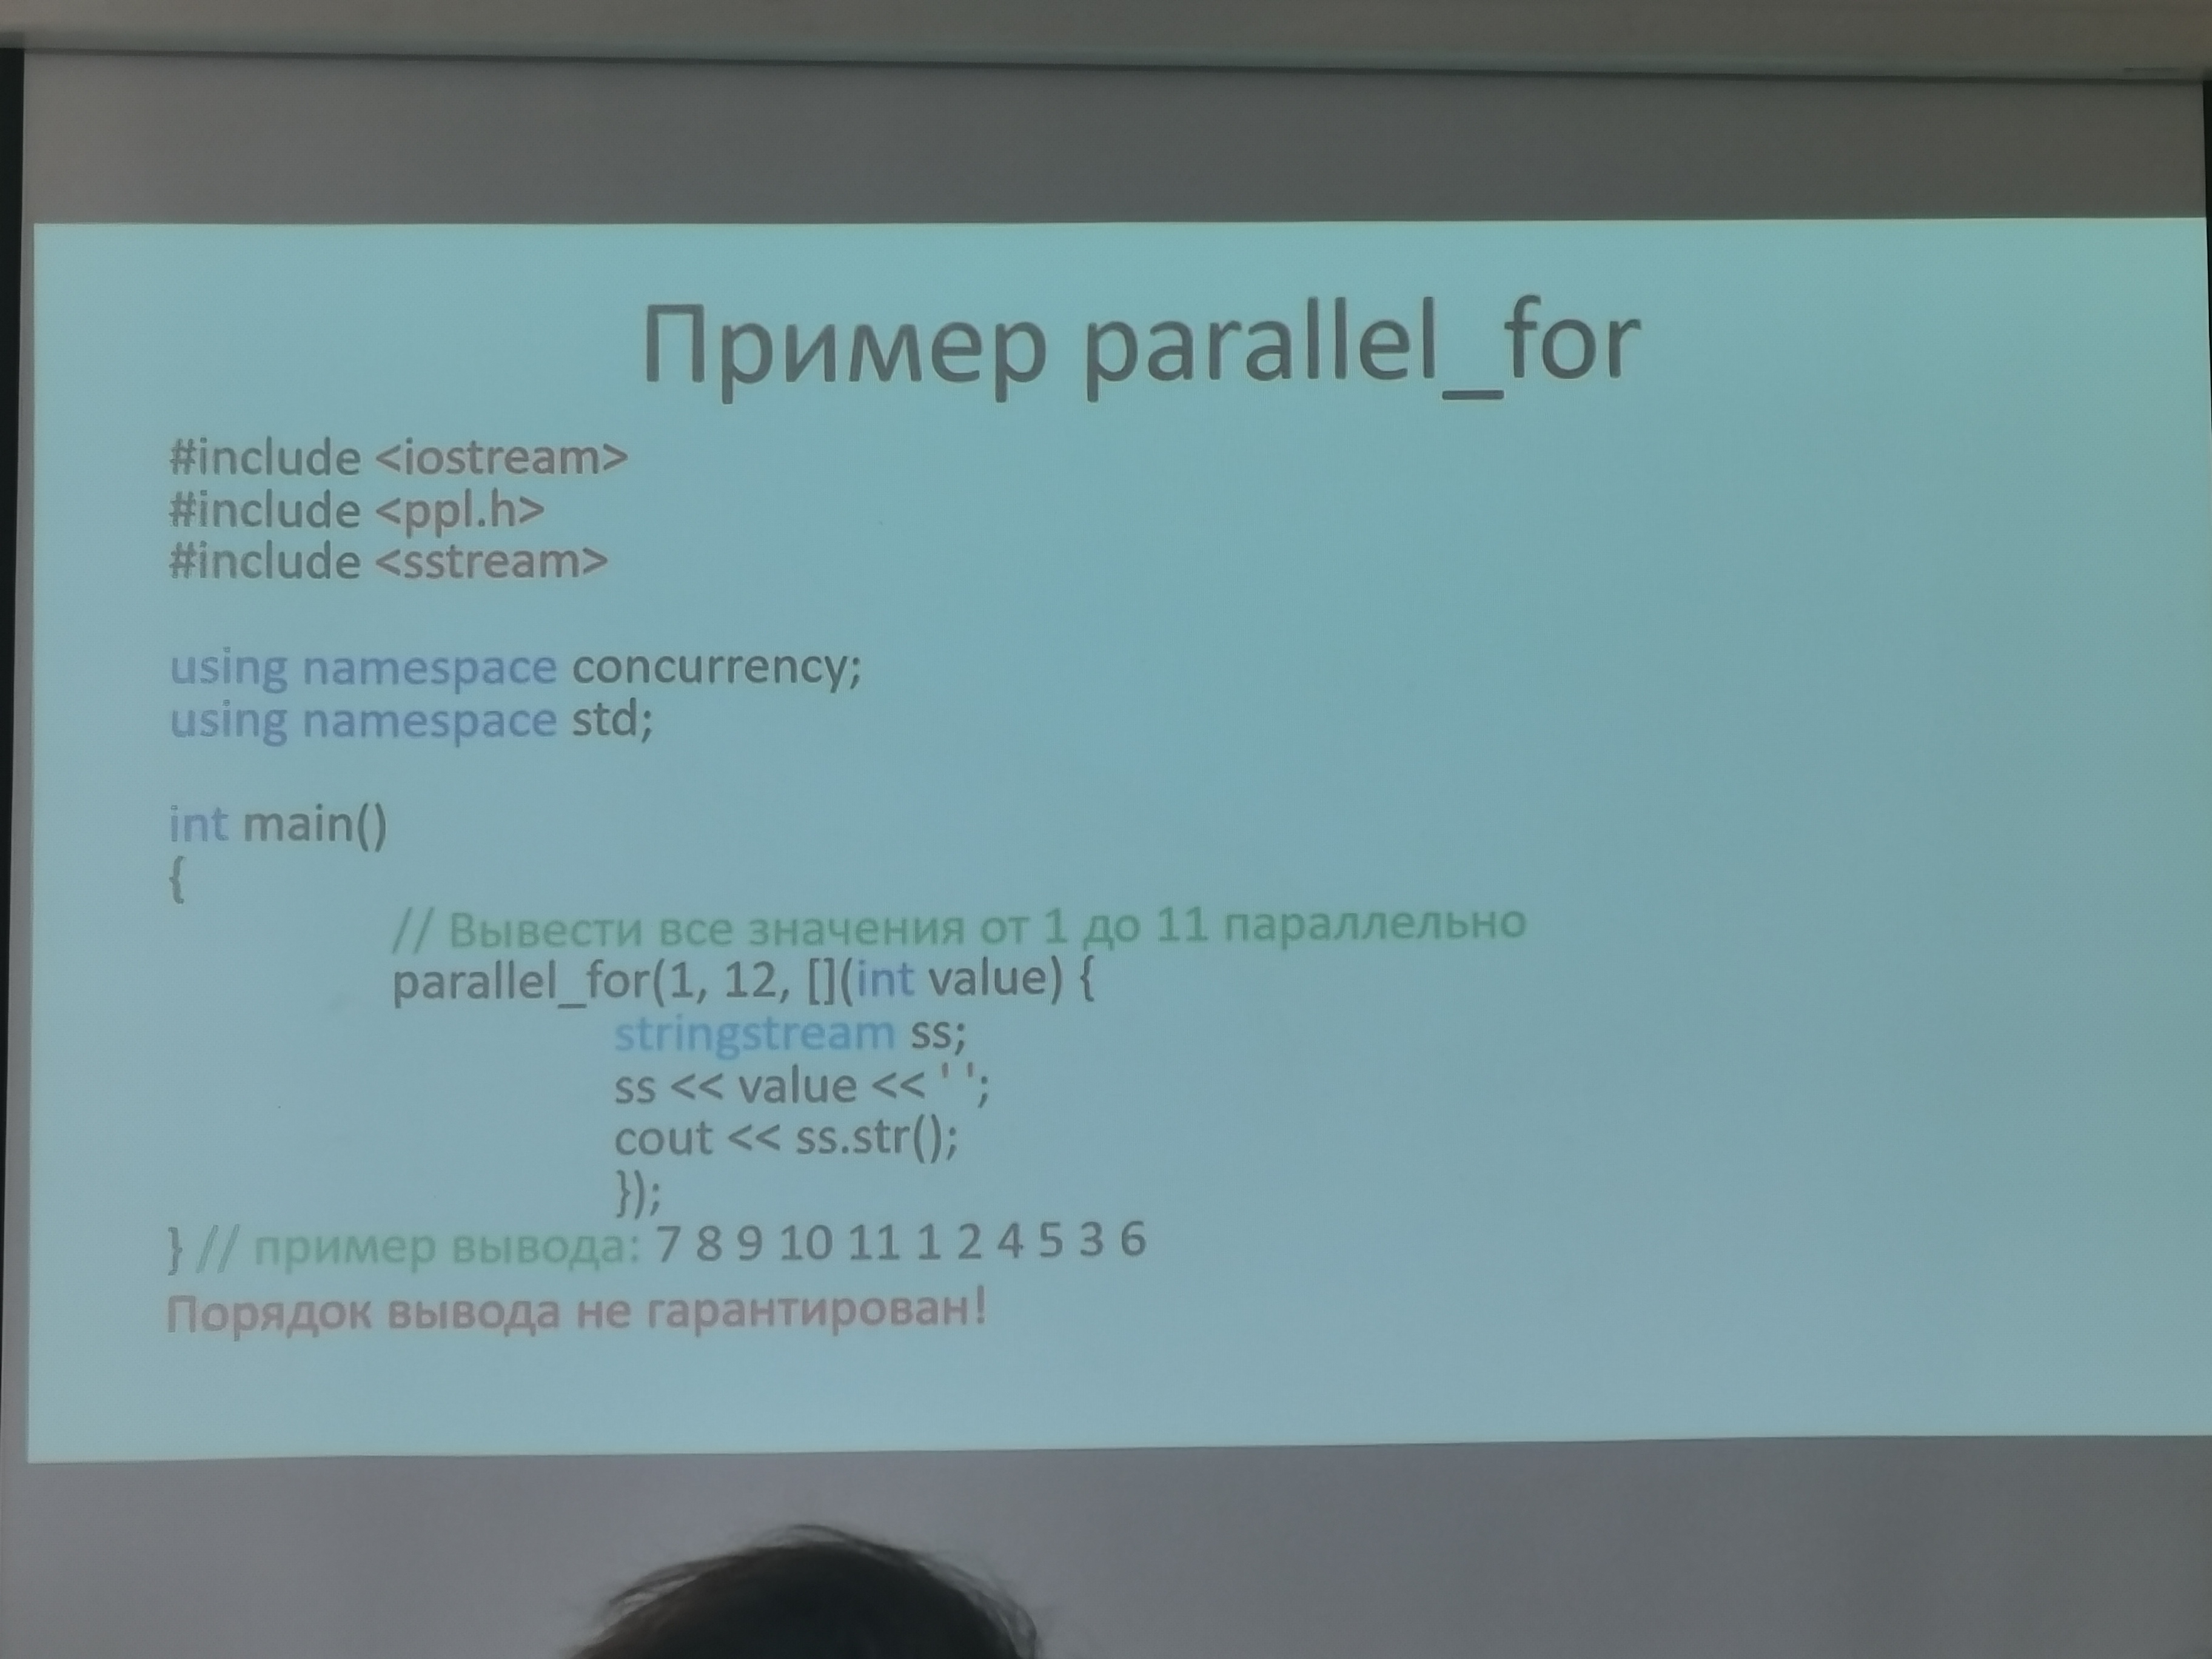 Пример parallel_for
#include <iostream>
#include <ppl.h>
#include <sstream>
using namespace concurrency;
using namespace std;
int main()
{
// Вывести все значения от 1 до 11 параллельно
parallel_for(1, 12, [](int value) {
stringstream ss;
ss << value << ' ';
cout << ss.str();
});
} // пример вывода: 7 8 9 10 11 1 2 4 5 3 6
Порядок вывода не гарантирован!